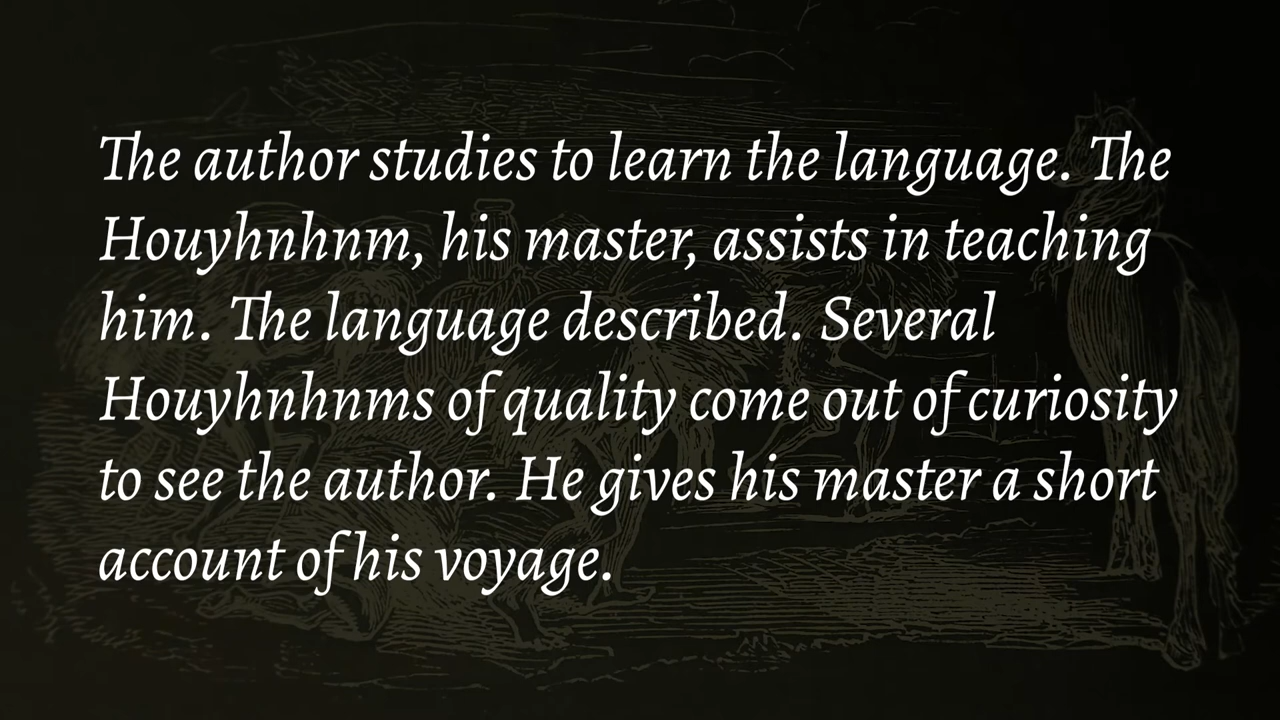 The author studies to learn the language. The
Houyhnhnm, his master, assists in teaching
him. The language described. Several
Houyhnhnms of quality come out of curiosity
to see the author. He gives his master a short
account of his voyage.